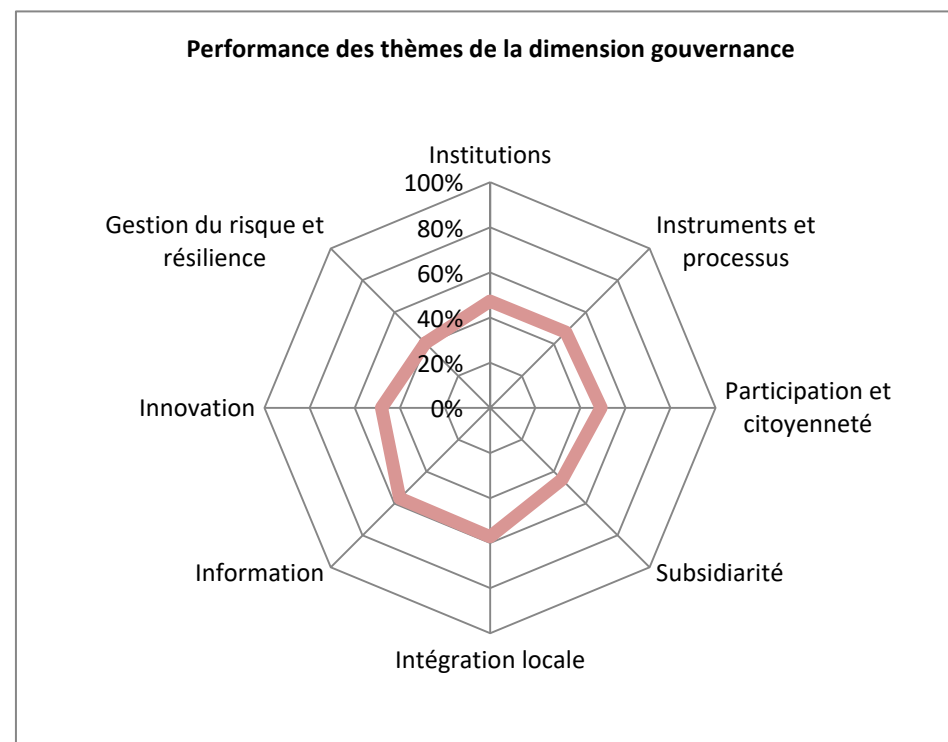 Performance des thèmes de la dimension gouvernance
Institutions
100%
80%
60%
40%
20%
0%
Instruments et
processus
Participation et
citoyenneté
Subsidiarité
Intégration locale
Information
Innovation
Gestion du risque et
résilience